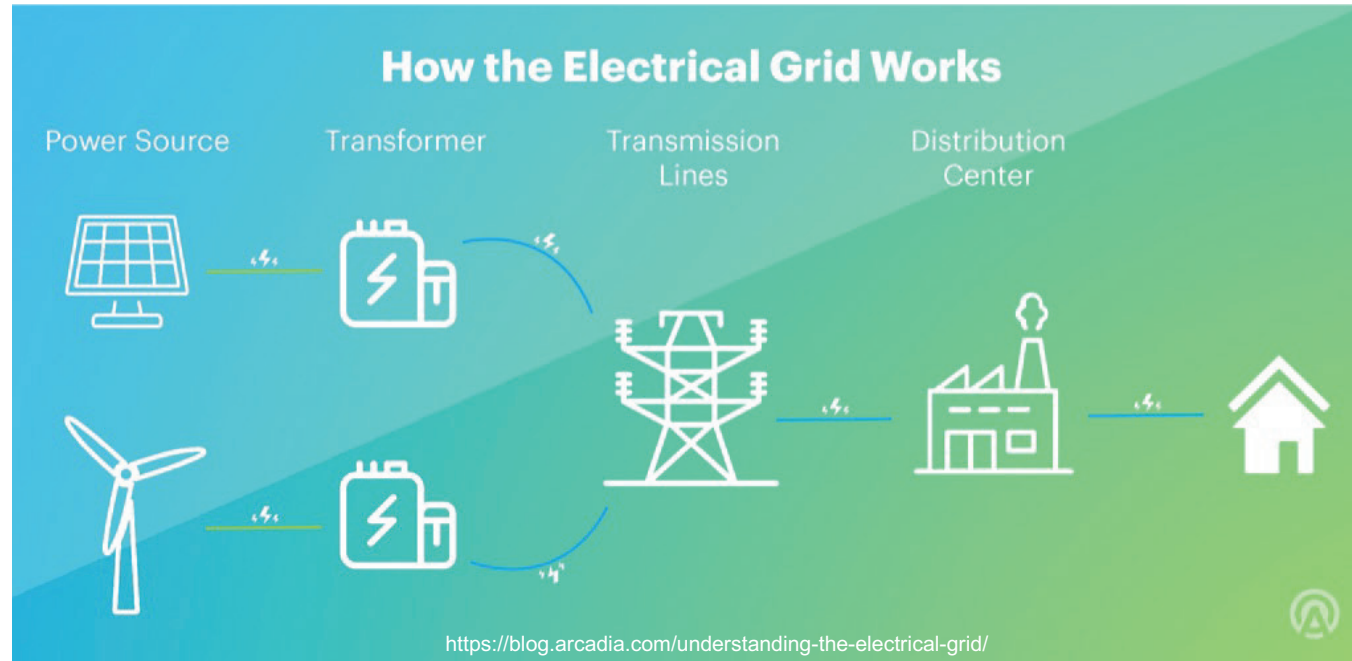 How the Electrical Grid Works
Power Source
Transformer
Transmission
Lines
Distribution
Center
https://blog.arcadia.com/understanding-the-electrical-grid/